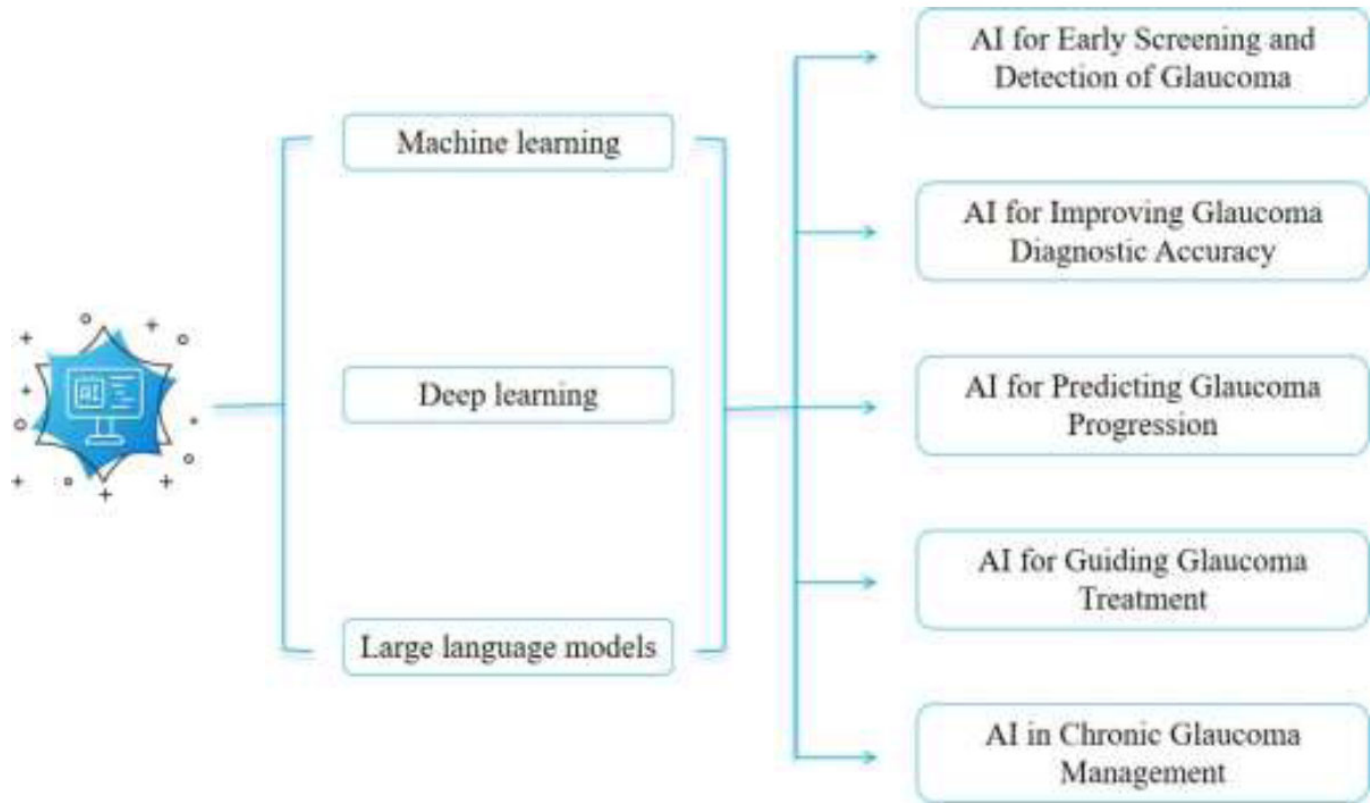 AI
Machine learning
Deep learning
Large language models
AI for Early Screening and
Detection of Glaucoma
AI for Improving Glaucoma
Diagnostic Accuracy
AI for Predicting Glaucoma
Progression
AI for Guiding Glaucoma
Treatment
AI in Chronic Glaucoma
Management